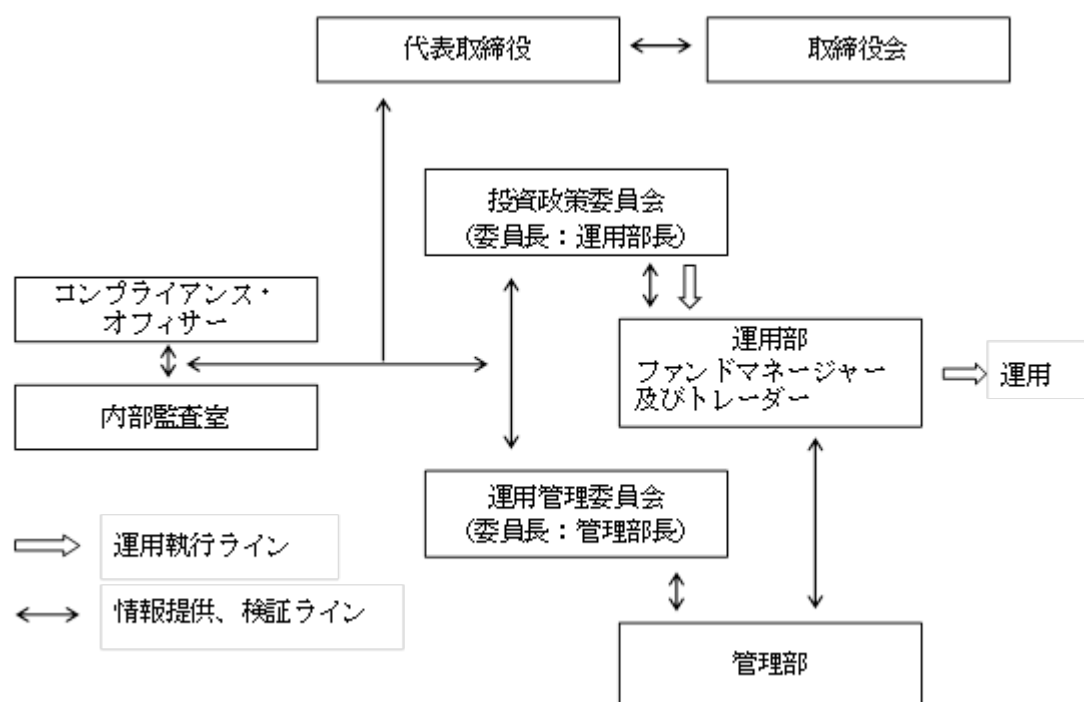 代表取締役
取締役会
投資政策委員会
(委員長：運用部長)
コンプライアンス・
オフィサー
運用部
ファンドマネージャー
及びトレーダー
運用
内部監査室
運用管理委員会
(委員長：管理部長)
運用執行ライン
情報提供、検証ライン
管理部